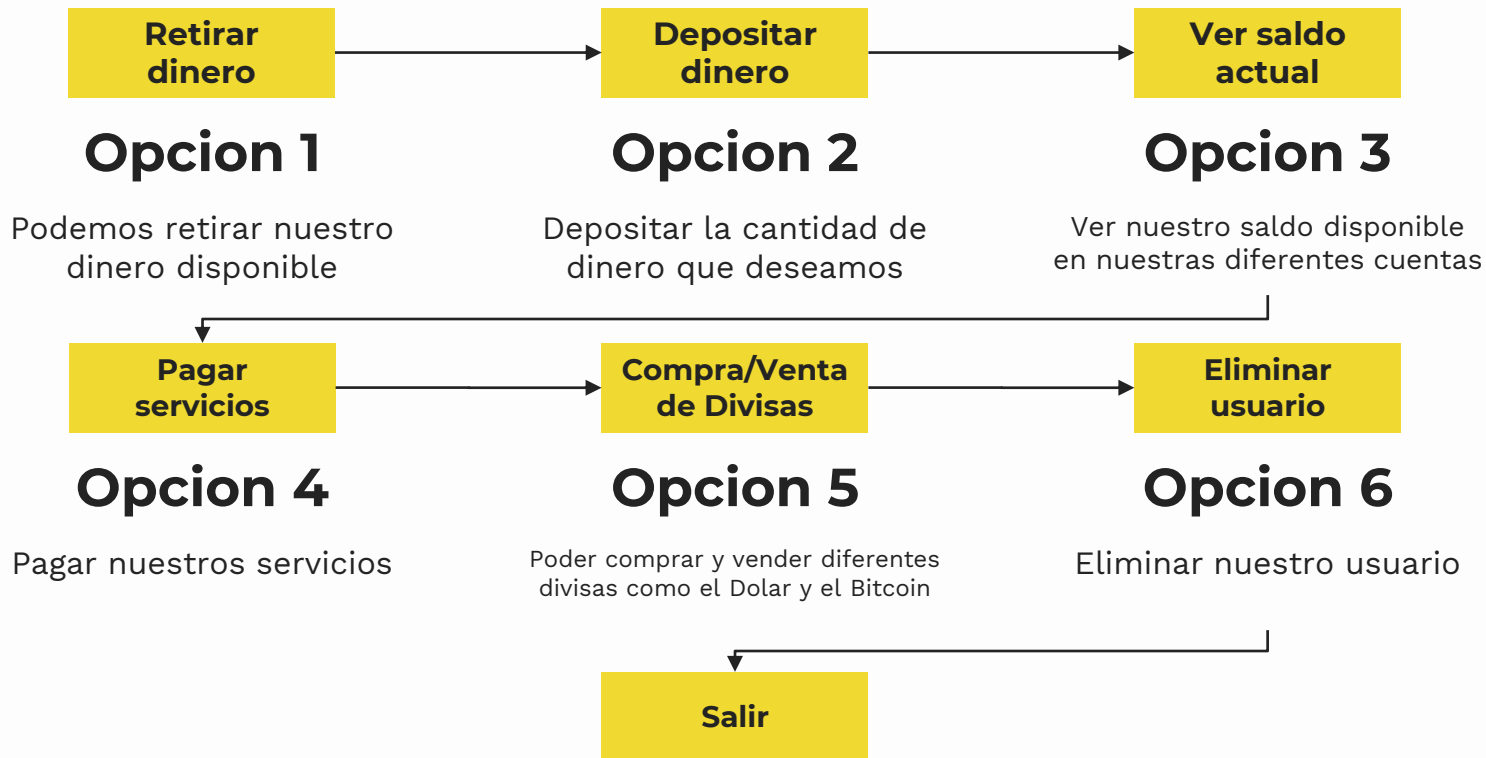 Retirar
dinero
Depositar
dinero
Ver saldo
actual
Opcion 1
Opcion 2
Opcion 3
Podemos retirar nuestro
dinero disponible
Depositar la cantidad de
dinero que deseamos
Ver nuestro saldo disponible
en nuestras diferentes cuentas
Pagar
servicios
Compra/Venta
de Divisas
Eliminar
usuario
Opcion 4
Opcion 5
Opcion 6
Pagar nuestros servicios
Poder comprar y vender diferentes
divisas como el Dolar y el Bitcoin
Eliminar nuestro usuario
Salir